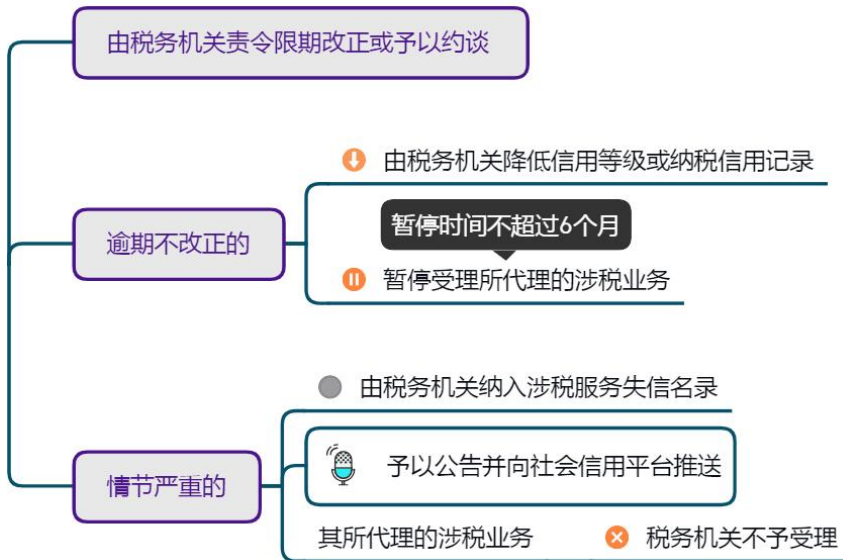 由税务机关责令限期改正或予以约谈
由税务机关降低信用等级或纳税信用记录
逾期不改正的
暂停时间不超过6个月
暂停受理所代理的涉税业务
由税务机关纳入涉税服务失信名录
情节严重的
予以公告并向社会信用平台推送
其所代理的涉税业务 税务机关不予受理